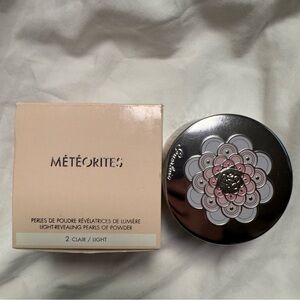 MÉTÉORITES
PERLES DE POUDRE RÉVÉLATRICES DE LUMIÈRE
LIGHT-REVEALING PEARLS OF POWDER
2 CLAIR / LIGHT
Guerlain